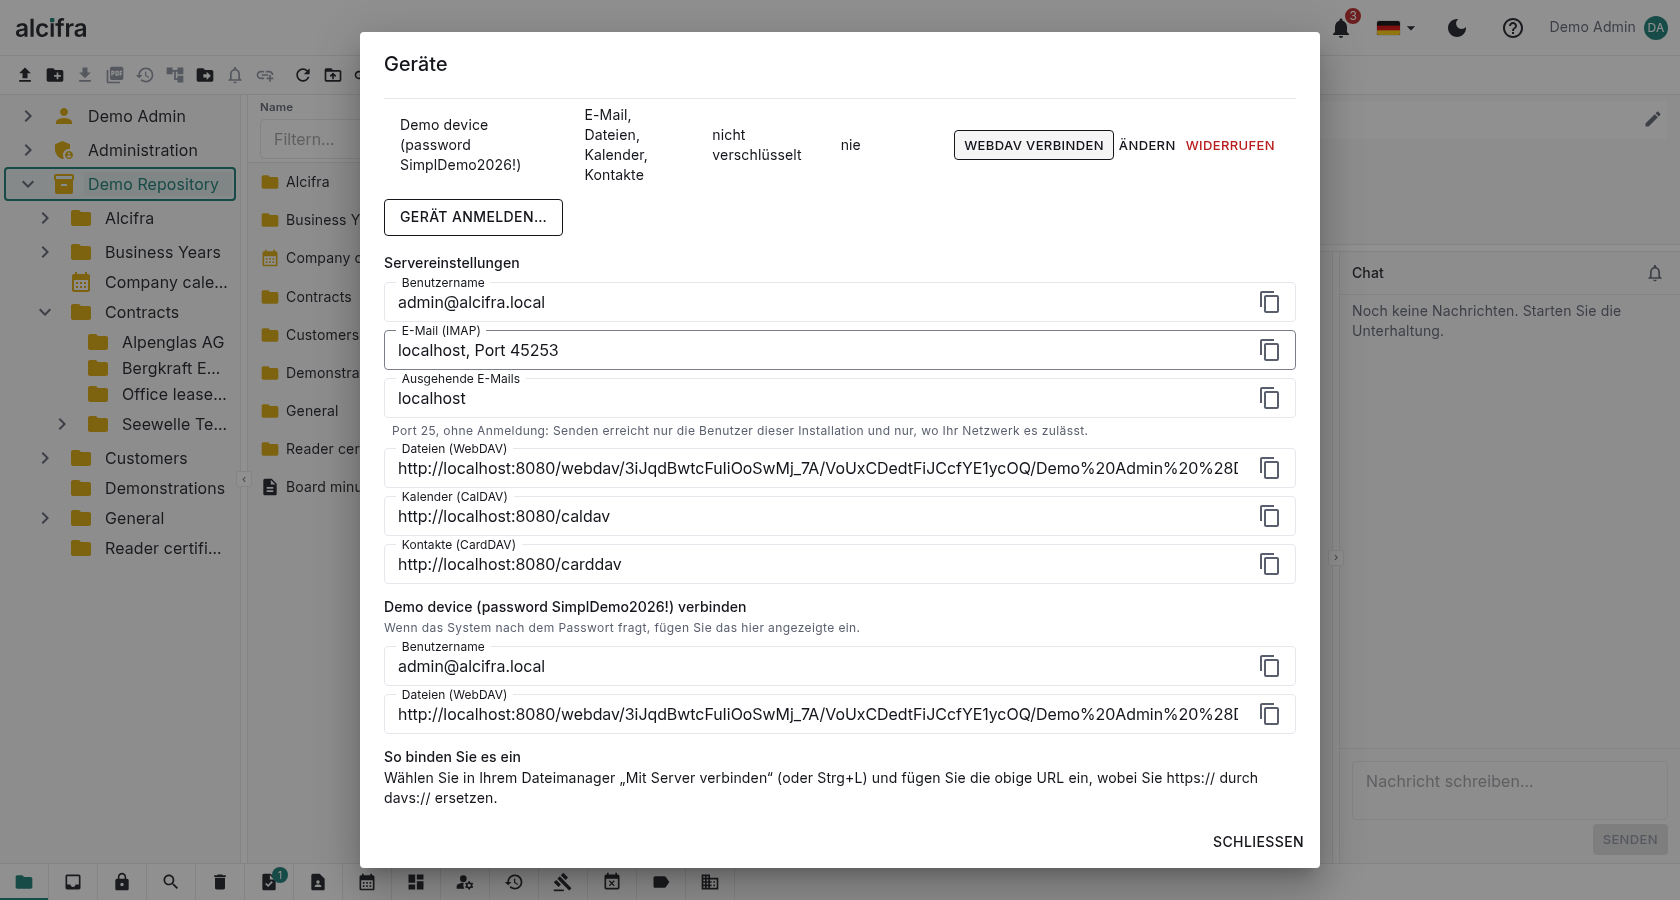 alcifra
3
Demo Admin
DA
Geräte
Demo device
(password
SimplDemo2026!)
E-Mail,
Dateien,
Kalender,
Kontakte
nicht
verschlüsselt
nie
WEBDAV VERBINDEN
ÄNDERN
WIDERRUFEN
GERÄT ANMELDEN...
Servereinstellungen
Benutzername
admin@alcifra.local
E-Mail (IMAP)
localhost, Port 45253
Ausgehende E-Mails
localhost
Port 25, ohne Anmeldung: Senden erreicht nur die Benutzer dieser Installation und nur, wo Ihr Netzwerk es zulässt.
Dateien (WebDAV)
http://localhost:8080/webdav/3iJqdBwtcFuliOoSwMj_7A/VoUxCDedtFiJCcfYE1ycOQ/Demo%20Admin%20%28D
Kalender (CalDAV)
http://localhost:8080/caldav
Kontakte (CardDAV)
http://localhost:8080/carddav
Demo device (password SimplDemo2026!) verbinden
Wenn das System nach dem Passwort fragt, fügen Sie das hier angezeigte ein.
Benutzername
admin@alcifra.local
Dateien (WebDAV)
http://localhost:8080/webdav/3iJqdBwtcFuliOoSwMj_7A/VoUxCDedtFiJCcfYE1ycOQ/Demo%20Admin%20%28D
So binden Sie es ein
Wählen Sie in Ihrem Dateimanager „Mit Server verbinden“ (oder Strg+L) und fügen Sie die obige URL ein, wobei Sie https:// durch
davs:// ersetzen.
SCHLIESSEN
Demo Admin
Administration
Demo Repository
Alcifra
Business Years
Company cale...
Contracts
Alpenglas AG
Bergkraft E...
Office lease...
Seewelle Te...
Customers
Demonstrations
General
Reader certifi...
Name
Filtern...
Alcifra
Business Y
Company c
Contracts
Customers
Demonstra
General
Reader cer
Board minu
Chat
Noch keine Nachrichten. Starten Sie die
Unterhaltung.
Nachricht schreiben...
SENDEN
1